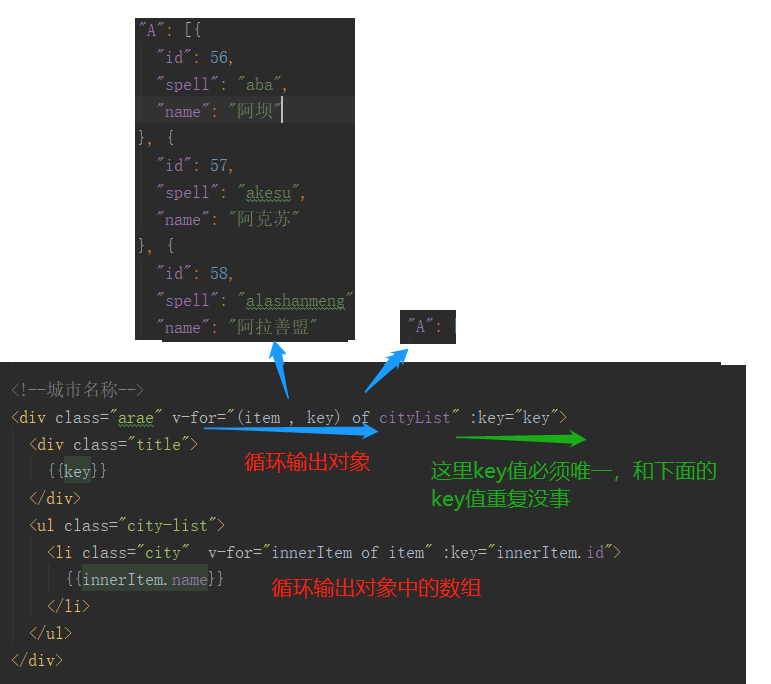 "A": [{
"id": 56,
"spell": "aba",
"name": "阿坝"
}, {
"id": 57,
"spell": "akesu",
"name": "阿克苏"
}, {
"id": 58,
"spell": "alashanmeng"
"name": "阿拉善盟"
"A":
<!--城市名称-->
<div class="arae" v-for="(item , key) of cityList" :key="key">
<div class="title">
循环输出对象
这里key值必须唯一，和下面的
{{key}}
key值重复没事
</div>
<ul class="city-list">
<li class="city"  v-for="innerItem of item" :key="innerItem.id">
{{innerItem.name}}
循环输出对象中的数组
</li>
</ul>
</div>